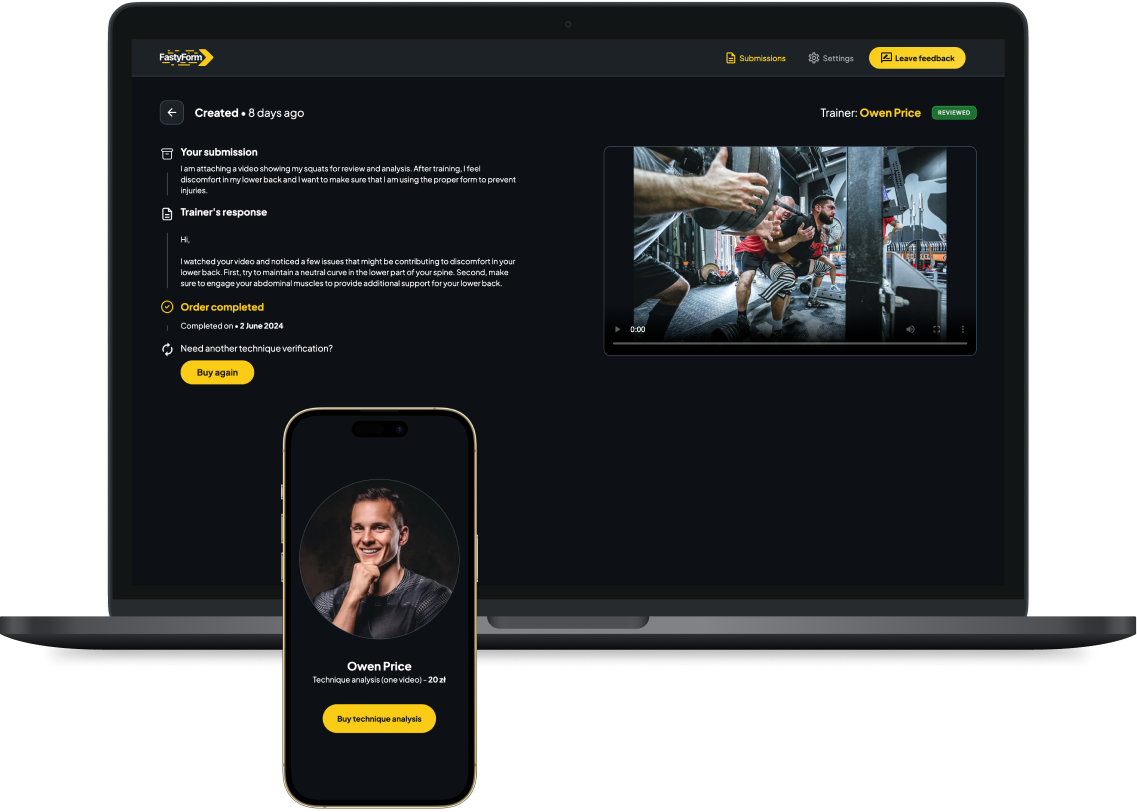 FastyForm
Submissions
Settings
Leave feedback
Created • 8 days ago
Trainer: Owen Price
REVIEWED
Your submission
I am attaching a video showing my squats for review and analysis. After training, I feel
discomfort in my lower back and I want to make sure that I am using the proper form to prevent
injuries.
Trainer's response
Hi,
I watched your video and noticed a few issues that might be contributing to discomfort in your
lower back. First, try to maintain a neutral curve in the lower part of your spine. Second, make
sure to engage your abdominal muscles to provide additional support for your lower back.
Order completed
Completed on • 2 June 2024
Need another technique verification?
Buy again
0:00
Owen Price
Technique analysis (one video) - 20 zł
Buy technique analysis